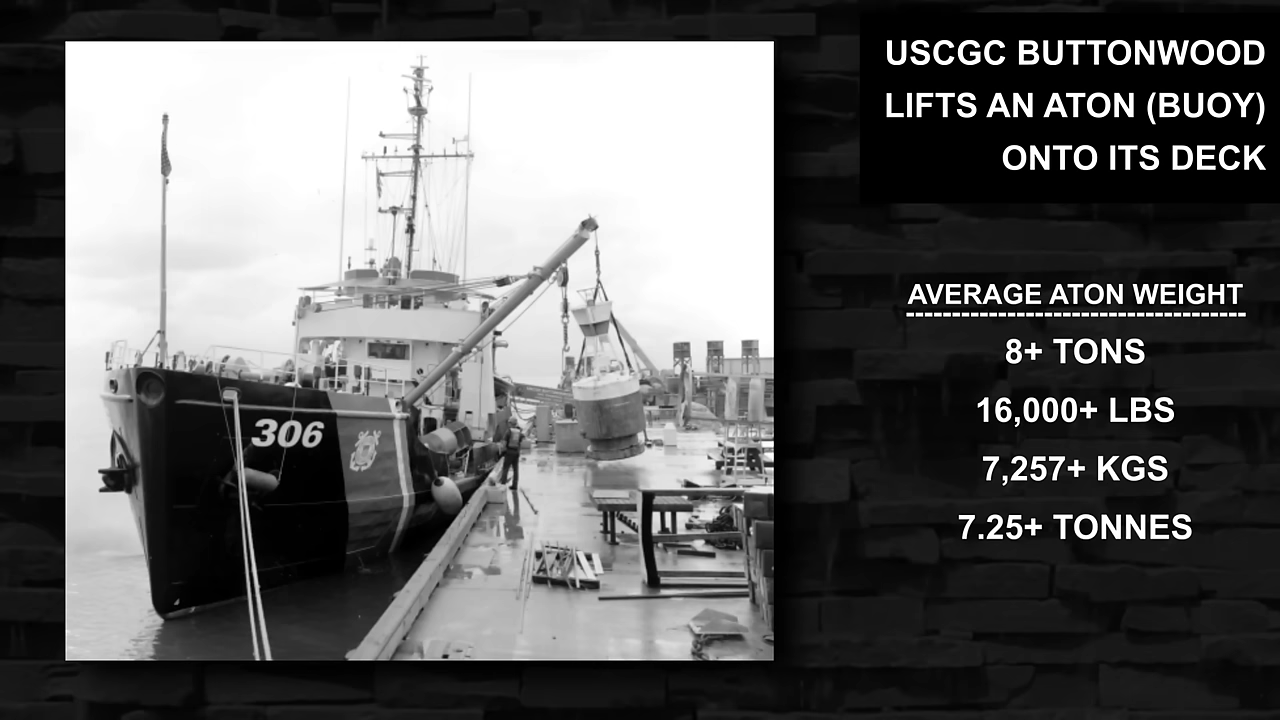 USCGC BUTTONWOOD
LIFTS AN ATON (BUOY)
ONTO ITS DECK
AVERAGE ATON WEIGHT
8+ TONS
16,000+ LBS
7,257+ KGS
7.25+ TONNES
306